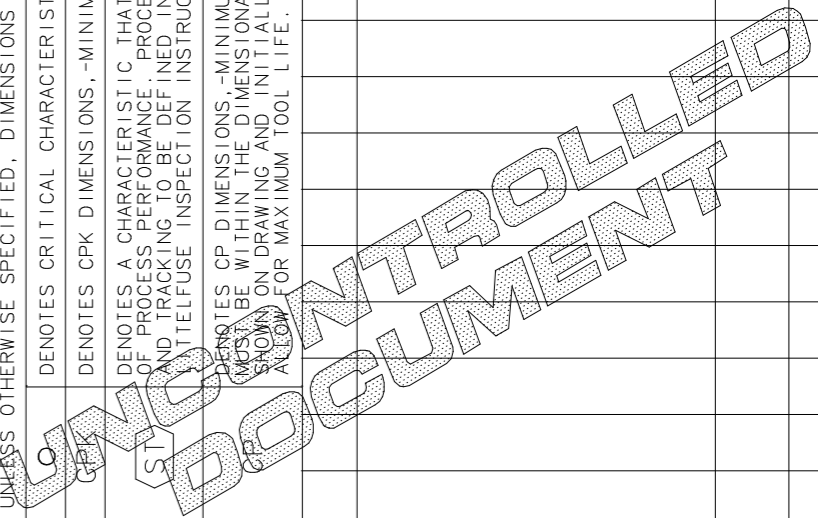 UNLESS OTHERWISE SPECIFIED, DIMENSIONS
DENOTES CRITICAL CHARACTERIST
CPK
DENOTES CPK DIMENSIONS,-MINIM
ST
DENOTES A CHARACTERISTIC THAT
OF PROCESS PERFORMANCE. PROCE
AND TRACKING TO BE DEFINED IN
LITTELFUSE INSPECTION INSTRUC
CP
DENOTES CP DIMENSIONS,-MINIMU
MUST BE WITHIN THE DIMENSIONA
SHOWN ON DRAWING AND INITIALL
ALLOW FOR MAXIMUM TOOL LIFE.
UNCONTROLLED
DOCUMENT